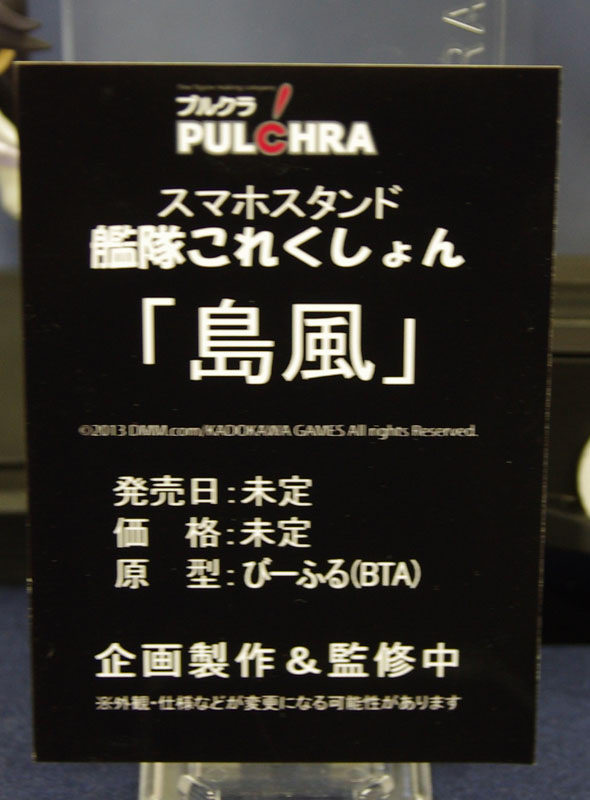 プルクラ
PULCHRA
スマホスタンド
艦隊これくしょん
「島風」
©2013 DMM.com/KADOKAWA GAMES All rights Reserved.
発売日:未定
価　格:未定
原　型:びーふる(BTA)
企画製作&監修中
※外観・仕様などが変更になる可能性があります
RA